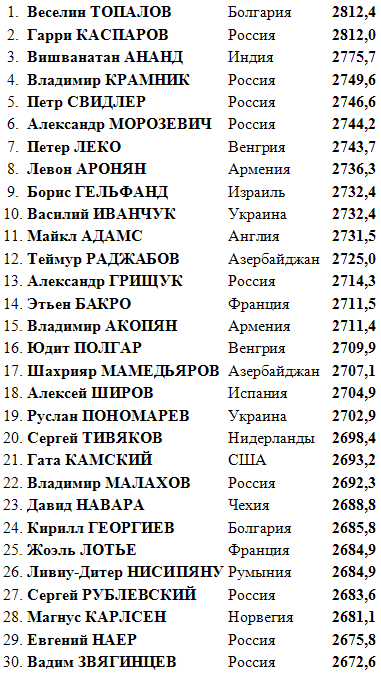 1. Веселин ТОПАЛОВ Болгария 2812,4
2. Гарри КАСПАРОВ Россия 2812,0
3. Вишванатан АНАНД Индия 2775,7
4. Владимир КРАМНИК Россия 2749,6
5. Петр СВИДЛЕР Россия 2746,6
6. Александр МОРОЗЕВИЧ Россия 2744,2
7. Петер ЛЕКО Венгрия 2743,7
8. Левон АРОНЯН Армения 2736,3
9. Борис ГЕЛЬФАНД Израиль 2732,4
10. Василий ИВАНЧУК Украина 2732,4
11. Майкл АДАМС Англия 2731,5
12. Теймур РАДЖАБОВ Азербайджан 2725,0
13. Александр ГРИЩУК Россия 2714,3
14. Этьен БАКРО Франция 2711,5
15. Владимир АКОПЯН Армения 2711,4
16. Юдит ПОЛГАР Венгрия 2709,9
17. Шахрияр МАМЕДЬЯРОВ Азербайджан 2707,1
18. Алексей ШИРОВ Испания 2704,9
19. Руслан ПОНОМАРЕВ Украина 2702,9
20. Сергей ТИВЯКОВ Нидерланды 2698,4
21. Гата КАМСКИЙ США 2693,2
22. Владимир МАЛАХОВ Россия 2692,3
23. Давид НАВАРА Чехия 2688,8
24. Кирилл ГЕОРГИЕВ Болгария 2685,8
25. Жоэль ЛОТЬЕ Франция 2684,9
26. Ливиу-Дитер НИСИПЯНУ Румыния 2684,9
27. Сергей РУБЛЕВСКИЙ Россия 2683,6
28. Магнус КАРЛСЕН Норвегия 2681,1
29. Евгений НАЕР Россия 2675,8
30. Вадим ЗВЯГИНЦЕВ Россия 2672,6